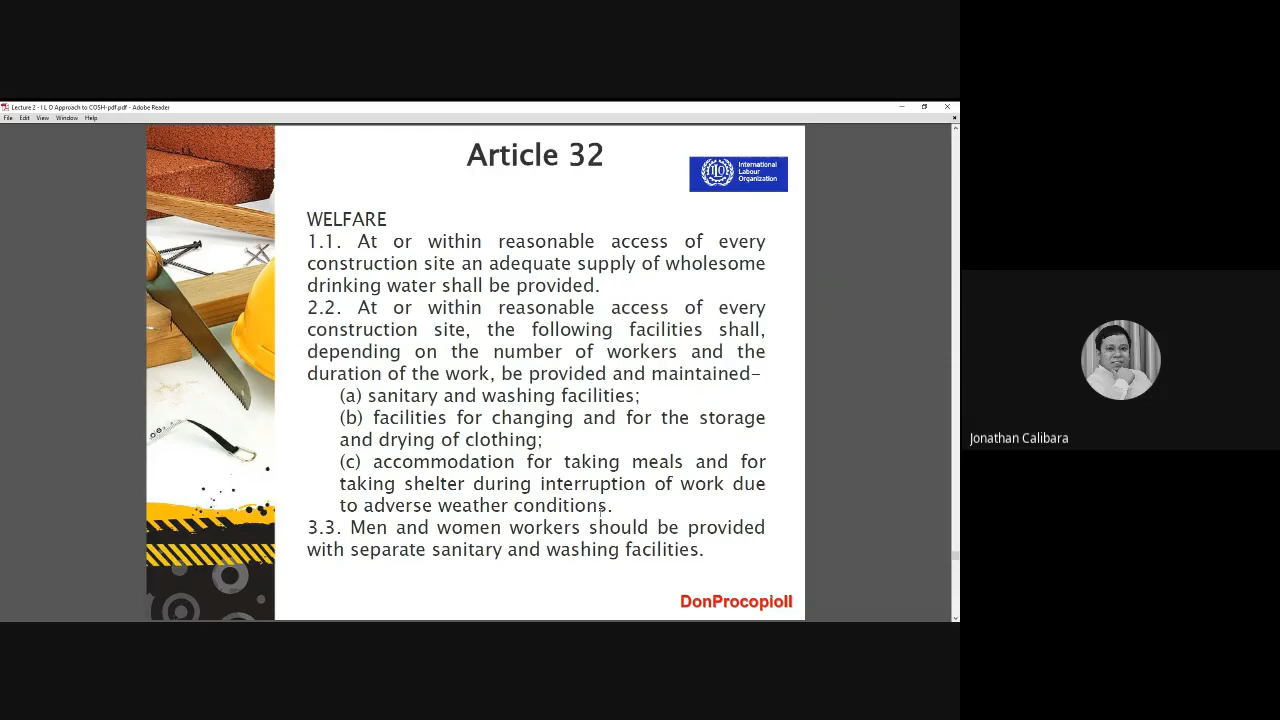 Lecture 2 - I L O Approach to COSH-pdf.pdf - Adobe Reader
File Edit View Window Help
Article 32
International
Labour
Organization
WELFARE
1.1. At or within reasonable access of every
construction site an adequate supply of wholesome
drinking water shall be provided.
2.2. At or within reasonable access of every
construction site, the following facilities shall,
depending on the number of workers and the
duration of the work, be provided and maintained-
(a) sanitary and washing facilities;
(b) facilities for changing and for the storage
and drying of clothing;
(c) accommodation for taking meals and for
taking shelter during interruption of work due
to adverse weather conditions.
3.3. Men and women workers should be provided
with separate sanitary and washing facilities.
DonProcopioII
Jonathan Calibara